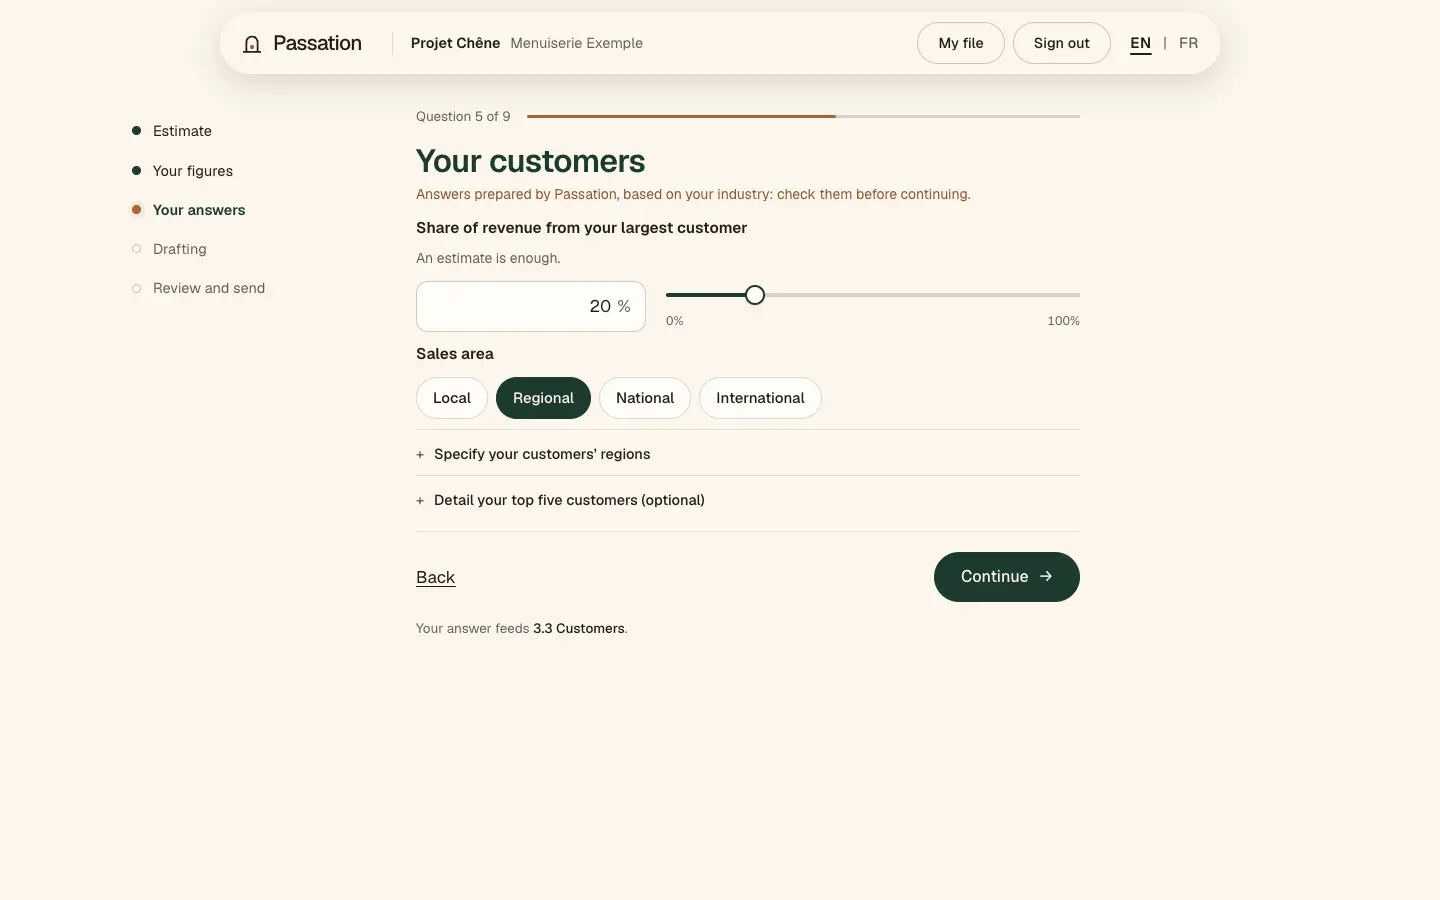 Passation
Projet Chêne Menuiserie Exemple
My file
Sign out
EN | FR
Estimate
Your figures
Your answers
Drafting
Review and send
Question 5 of 9
Your customers
Answers prepared by Passation, based on your industry: check them before continuing.
Share of revenue from your largest customer
An estimate is enough.
20 %
0% 100%
Sales area
Local Regional National International
+ Specify your customers’ regions
+ Detail your top five customers (optional)
Back
Continue →
Your answer feeds 3.3 Customers.